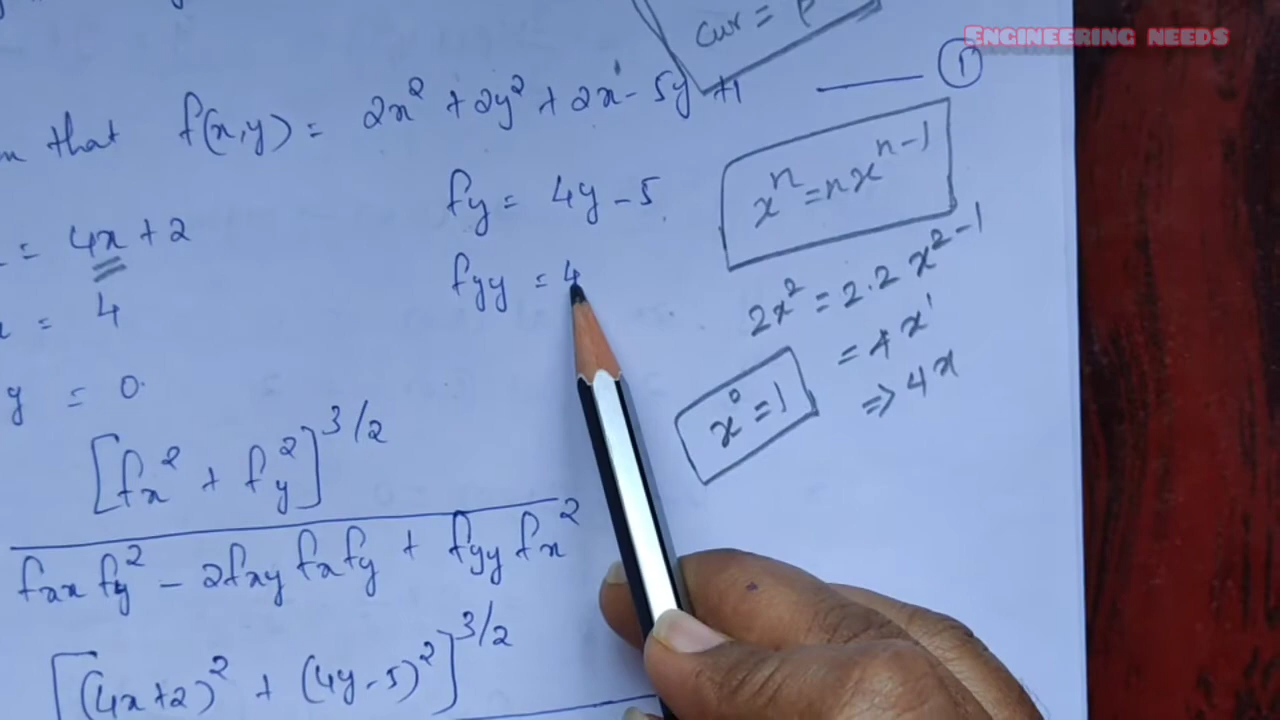 ENGINEERING NEEDS
cur = ρ
that f(x,y) = 2x² + 2y² + 2x¹ - 5y + 1 —— ①
= 4x + 2
fy = 4y - 5
xⁿ = nxⁿ⁻¹
= 4
fyy = 4
2x² = 2.2 x²⁻¹
= 4x¹
⇒ 4x
y = 0
x⁰ = 1
[fx² + fy²]^3/2
fxx fy² - 2fxy fx fy + fyy fx²
[(4x+2)² + (4y-5)²]^3/2